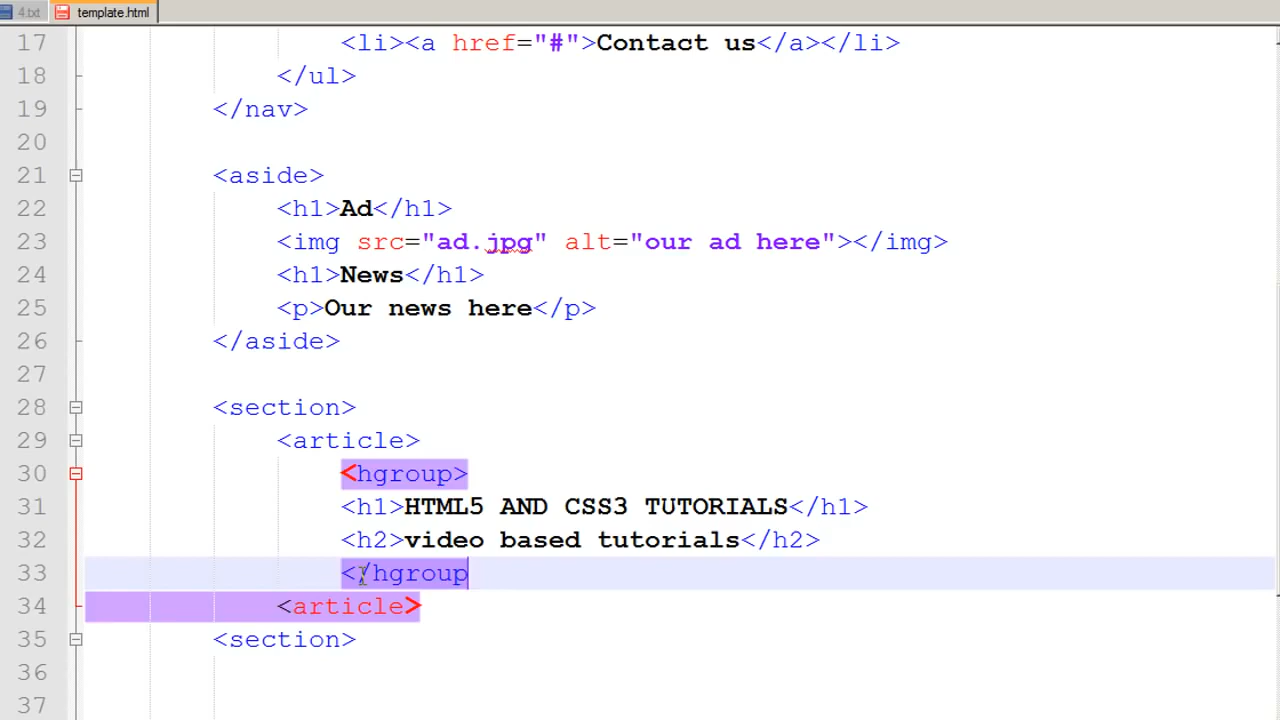 4.txt template.html
17 <li><a href="#">Contact us</a></li>
18 </ul>
19 </nav>
20
21 <aside>
22 <h1>Ad</h1>
23 <img src="ad.jpg" alt="our ad here"></img>
24 <h1>News</h1>
25 <p>Our news here</p>
26 </aside>
27
28 <section>
29 <article>
30 <hgroup>
31 <h1>HTML5 AND CSS3 TUTORIALS</h1>
32 <h2>video based tutorials</h2>
33 </hgroup
34 <article>
35 <section>
36
37